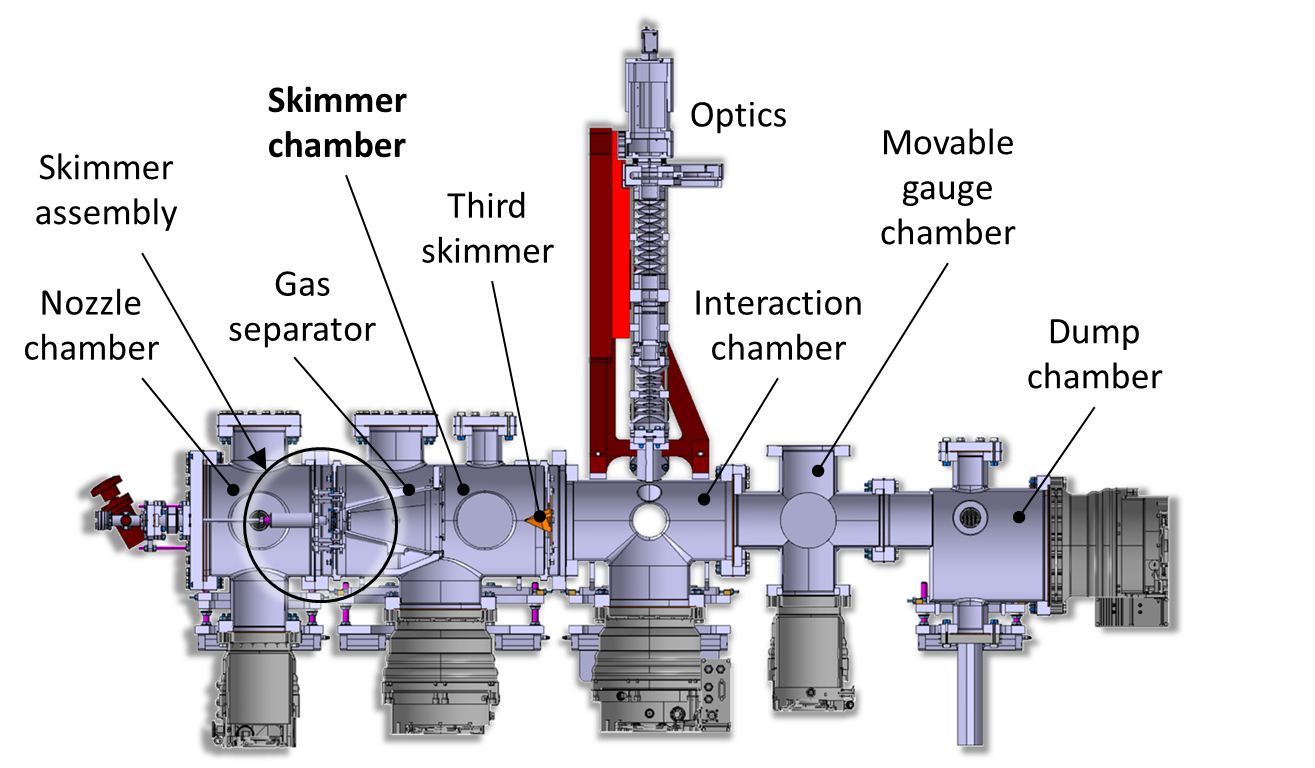 Skimmer
chamber
Optics
Movable
gauge
chamber
Skimmer
assembly
Third
skimmer
Gas
separator
Nozzle
chamber
Interaction
chamber
Dump
chamber